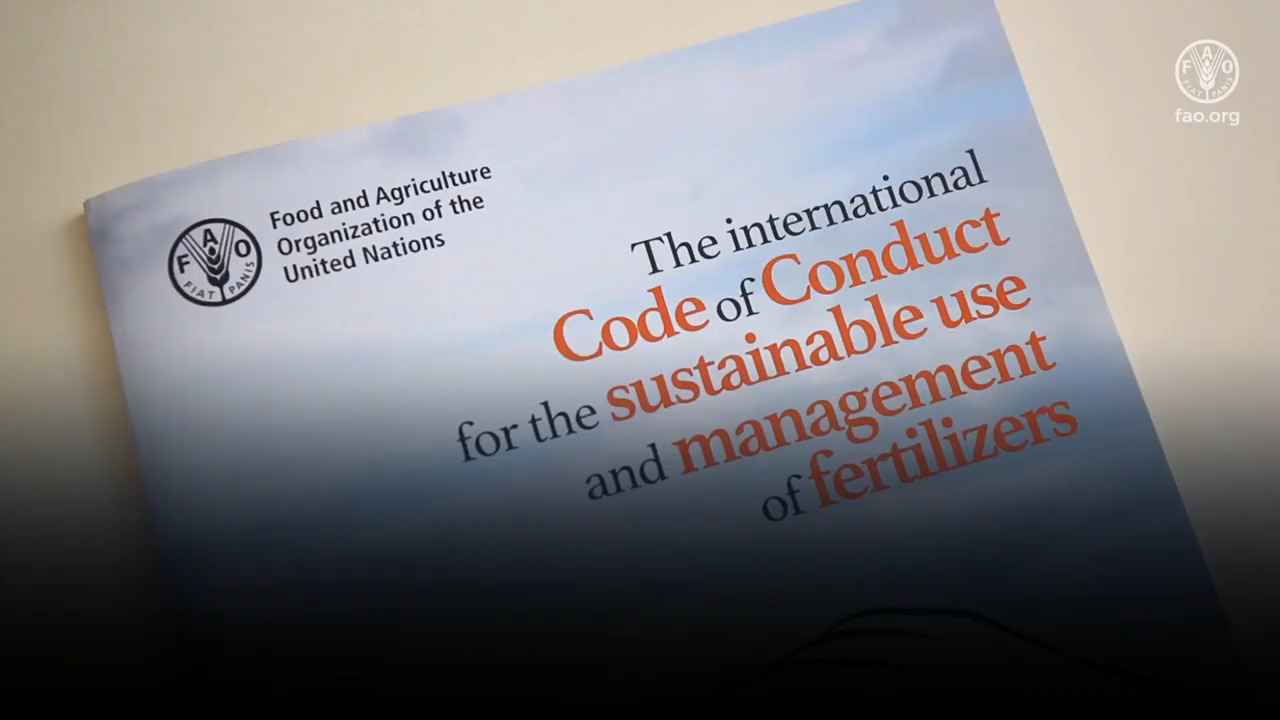 FAO
FIAT PANIS
fao.org
Food and Agriculture
Organization of the
United Nations
FAO
FIAT PANIS
The international
Code of Conduct
for the sustainable use
and management
of fertilizers